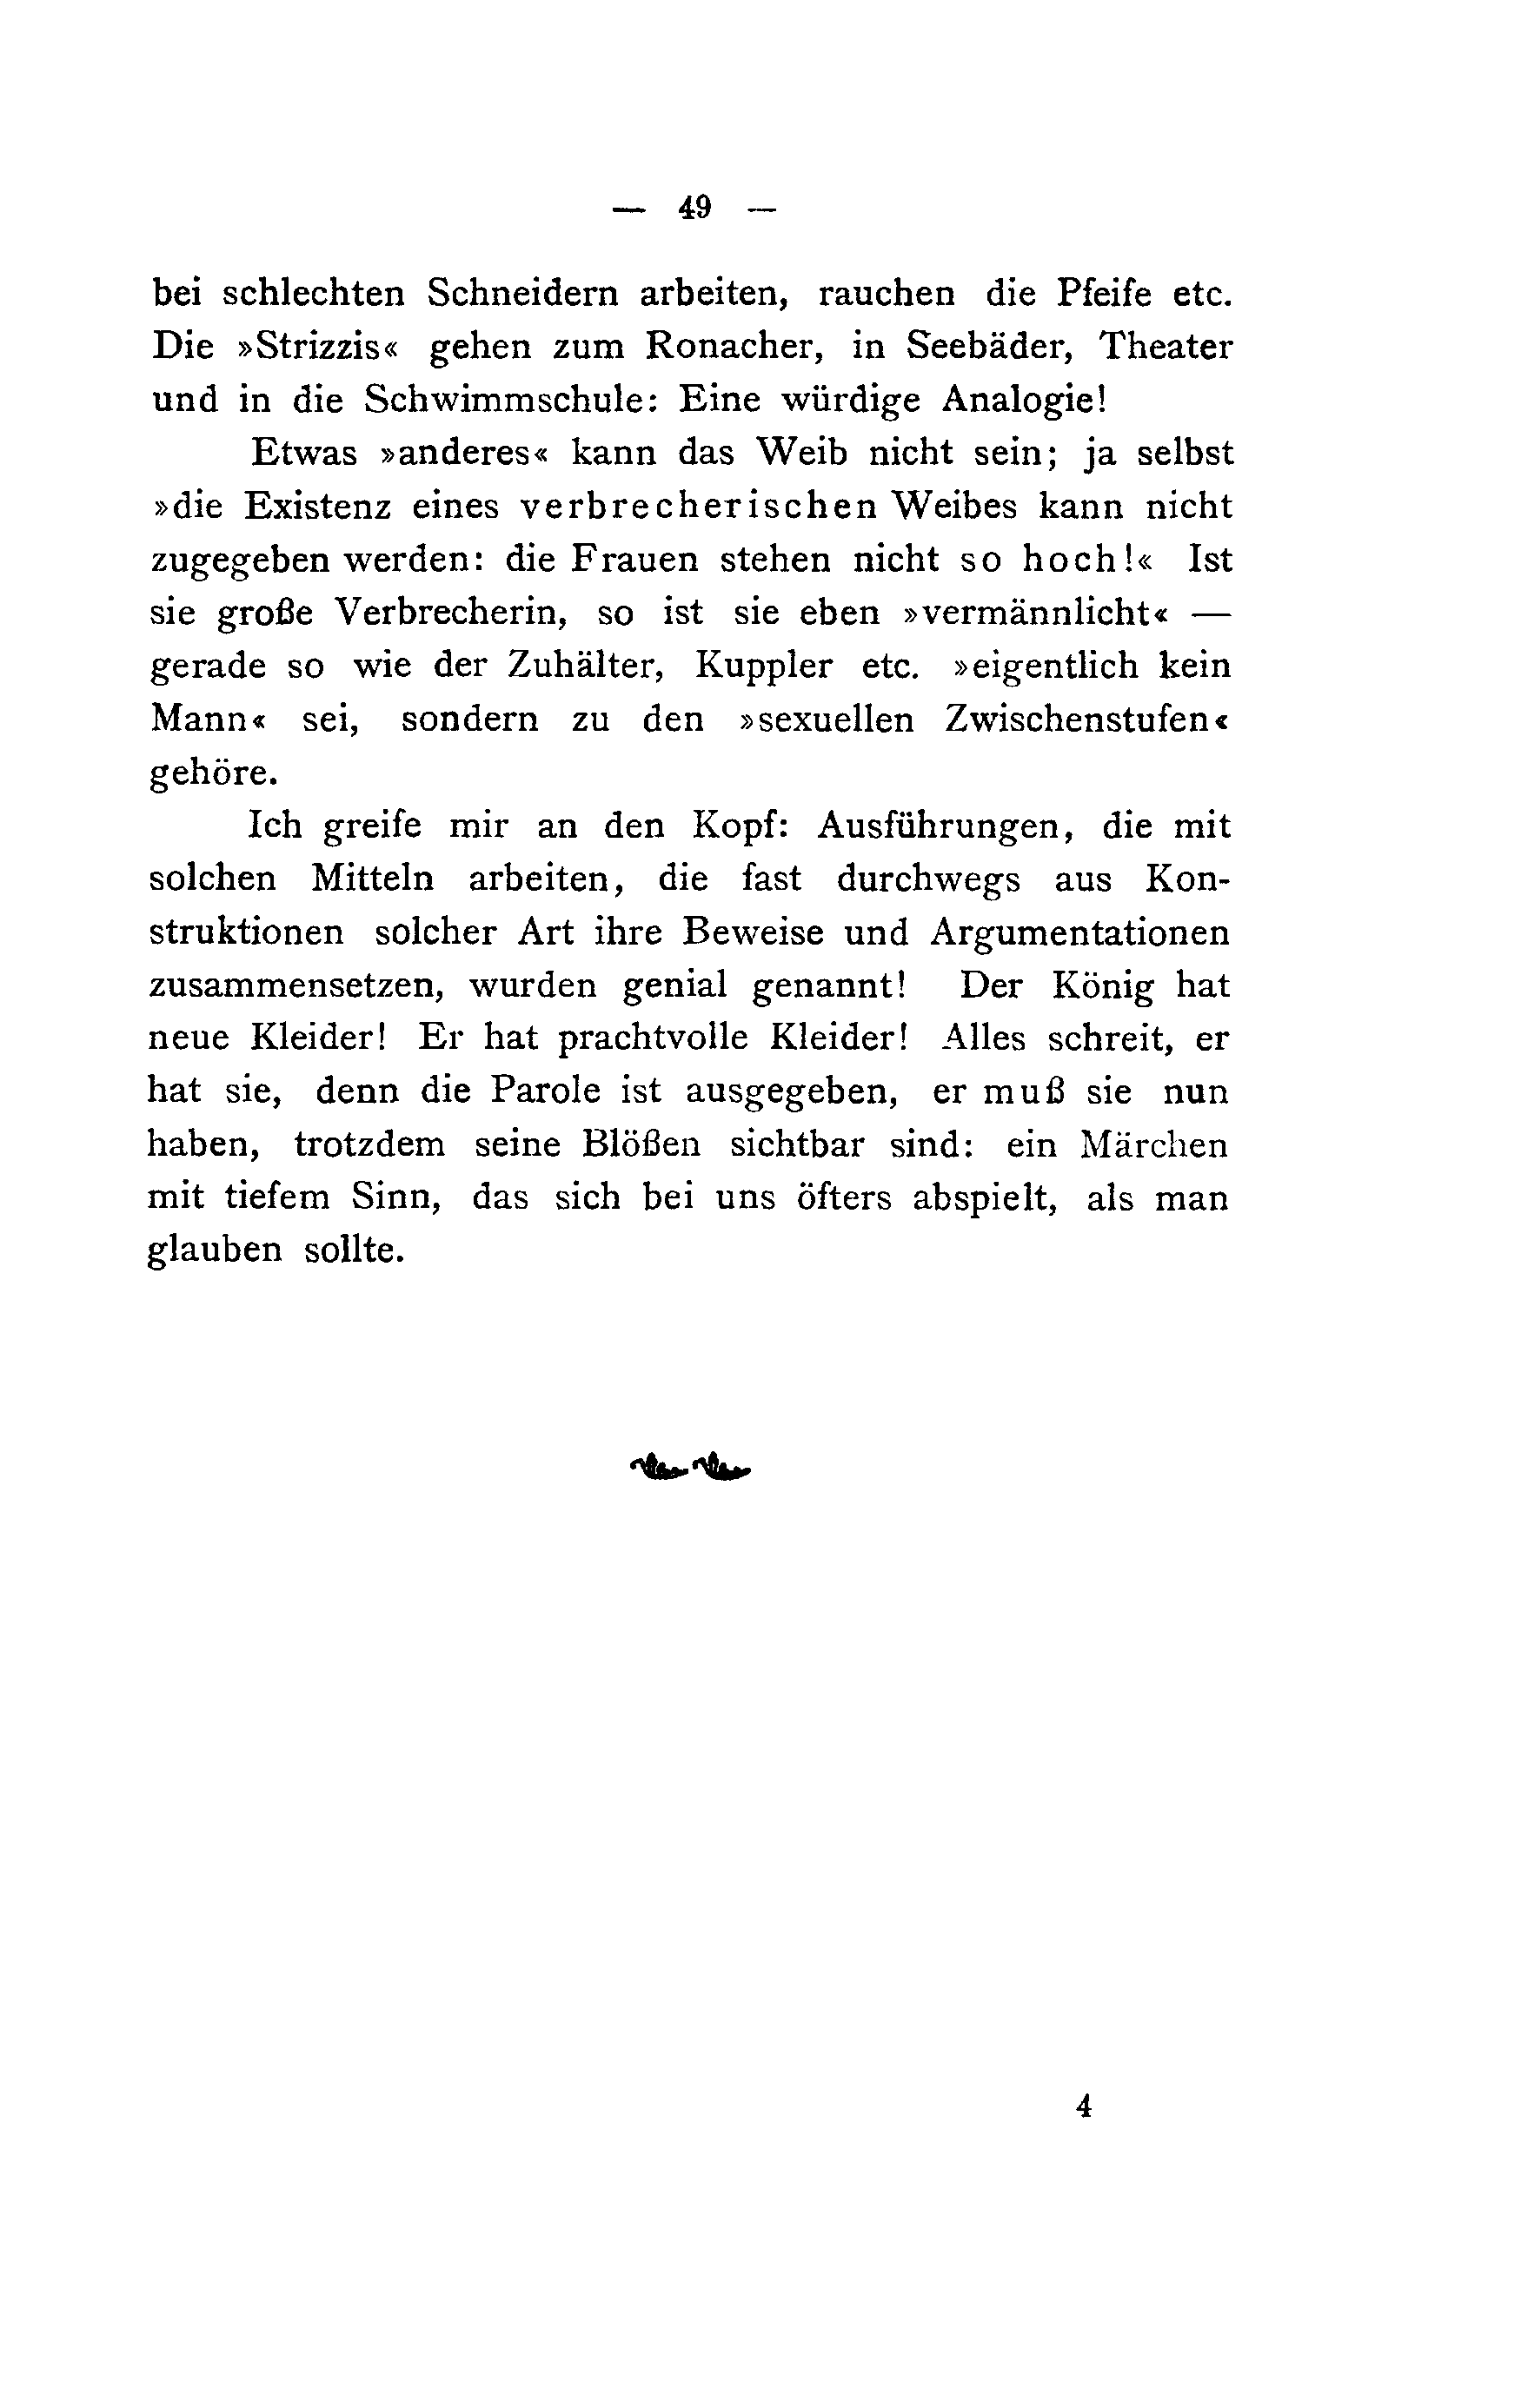 — 49 —
bei schlechten Schneidern arbeiten, rauchen die Pfeife etc.
Die »Strizzis« gehen zum Ronacher, in Seebäder, Theater
und in die Schwimmschule: Eine würdige Analogie!
Etwas »anderes« kann das Weib nicht sein; ja selbst
»die Existenz eines verbrecherischen Weibes kann nicht
zugegeben werden: die Frauen stehen nicht so hoch!« Ist
sie große Verbrecherin, so ist sie eben »vermännlicht« —
gerade so wie der Zuhälter, Kuppler etc. »eigentlich kein
Mann« sei, sondern zu den »sexuellen Zwischenstufen«
gehöre.
Ich greife mir an den Kopf: Ausführungen, die mit
solchen Mitteln arbeiten, die fast durchwegs aus Kon-
struktionen solcher Art ihre Beweise und Argumentationen
zusammensetzen, wurden genial genannt! Der König hat
neue Kleider! Er hat prachtvolle Kleider! Alles schreit, er
hat sie, denn die Parole ist ausgegeben, er muß sie nun
haben, trotzdem seine Blößen sichtbar sind: ein Märchen
mit tiefem Sinn, das sich bei uns öfters abspielt, als man
glauben sollte.
4